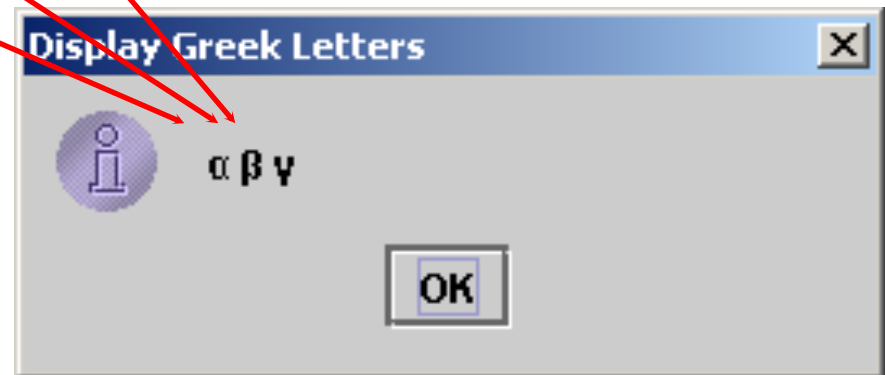 Display Greek Letters
α β γ
OK